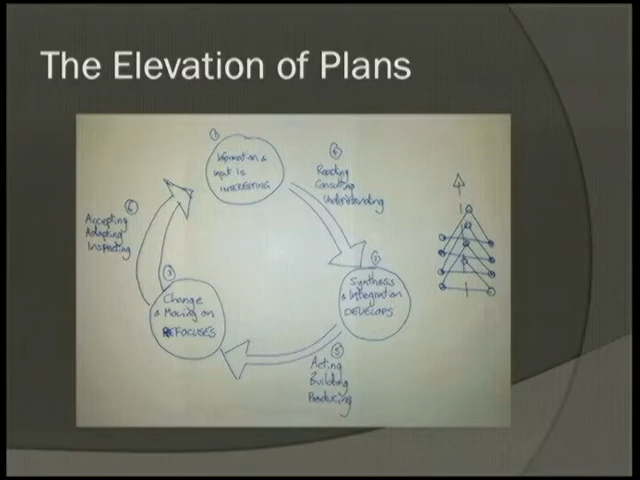 The Elevation of Plans
1
Information &
Input is
INTERESTING
4
Reading
Consulting
Understanding
6
Accepting
Adapting
Inspecting
2
Synthesis
& Integration
DEVELOPS
3
Change
& Moving on
REFOCUSES
5
Acting
Building
Producing